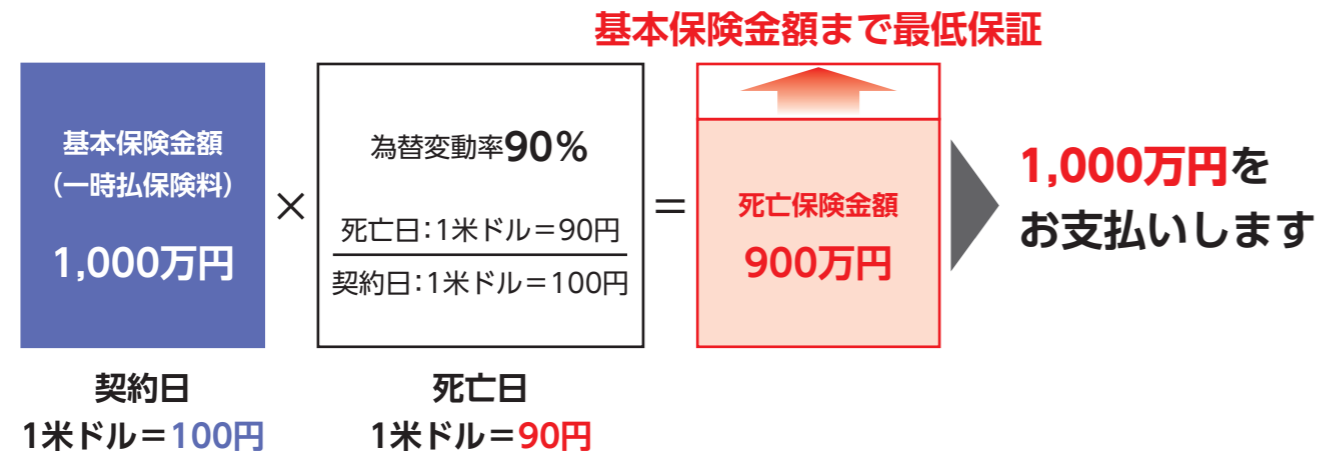 基本保険金額まで最低保証
基本保険金額
(一時払保険料)
1,000万円
×
為替変動率90%
死亡日:1米ドル=90円
契約日:1米ドル=100円
=
死亡保険金額
900万円
1,000万円を
お支払いします
契約日
1米ドル=100円
死亡日
1米ドル=90円